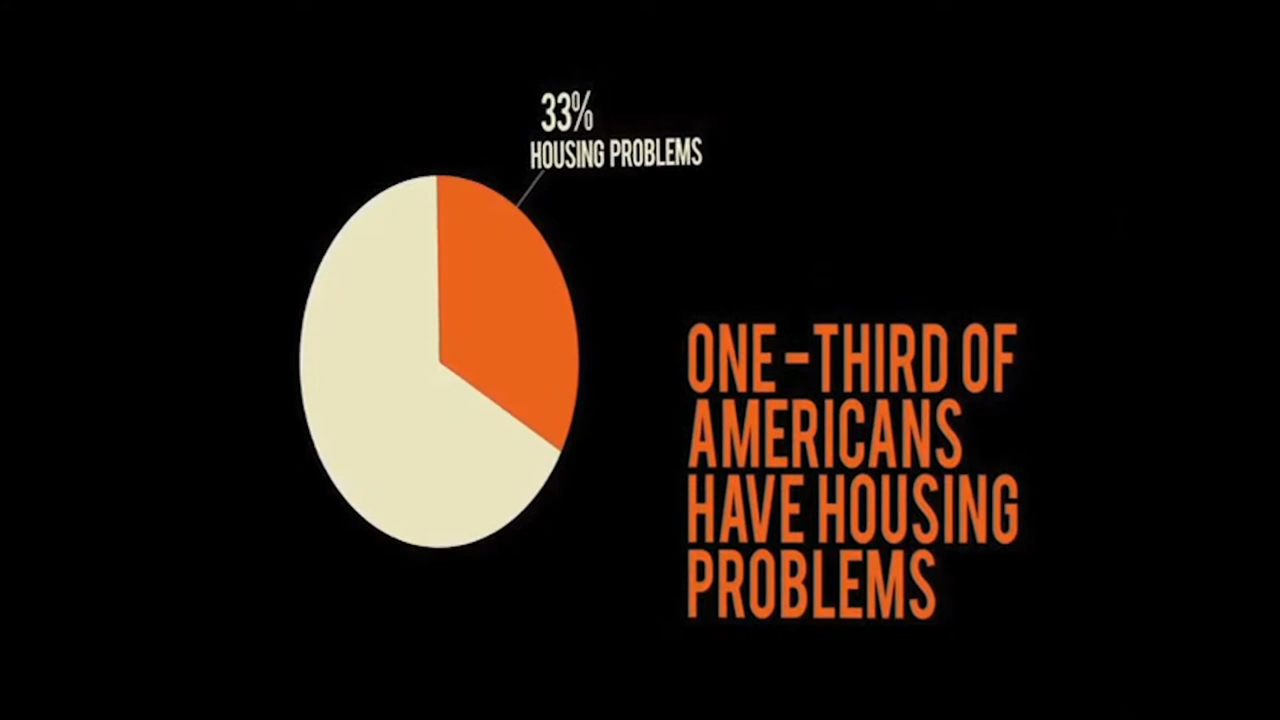 33%
HOUSING PROBLEMS
ONE-THIRD OF
AMERICANS
HAVE HOUSING
PROBLEMS